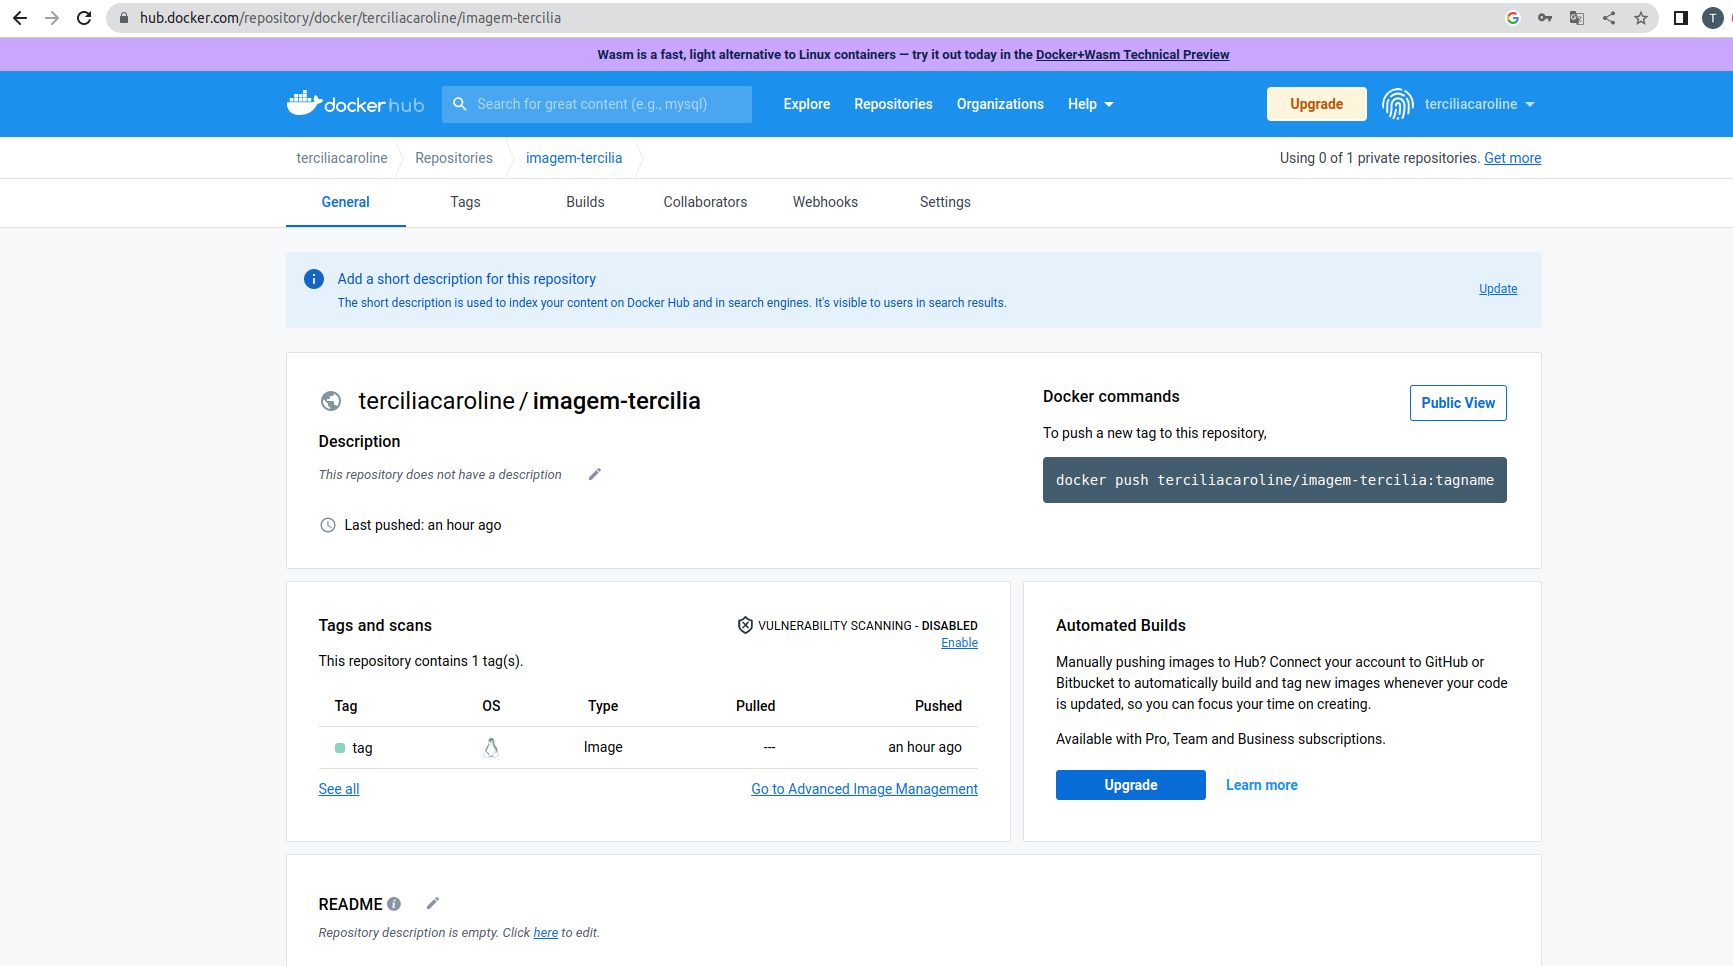 hub.docker.com/repository/docker/terciliacaroline/imagem-tercilia
T
Wasm is a fast, light alternative to Linux containers — try it out today in the Docker+Wasm Technical Preview
dockerhub
Search for great content (e.g., mysql)
Explore
Repositories
Organizations
Help
Upgrade
terciliacaroline
terciliacaroline
Repositories
imagem-tercilia
Using 0 of 1 private repositories. Get more
General
Tags
Builds
Collaborators
Webhooks
Settings
Add a short description for this repository
The short description is used to index your content on Docker Hub and in search engines. It's visible to users in search results.
Update
terciliacaroline / imagem-tercilia
Description
This repository does not have a description
Last pushed: an hour ago
Docker commands
Public View
To push a new tag to this repository,
docker push terciliacaroline/imagem-tercilia:tagname
Tags and scans
VULNERABILITY SCANNING - DISABLED
Enable
This repository contains 1 tag(s).
Tag OS Type Pulled Pushed
tag Image --- an hour ago
See all
Go to Advanced Image Management
Automated Builds
Manually pushing images to Hub? Connect your account to GitHub or
Bitbucket to automatically build and tag new images whenever your code
is updated, so you can focus your time on creating.
Available with Pro, Team and Business subscriptions.
Upgrade
Learn more
README
Repository description is empty. Click here to edit.